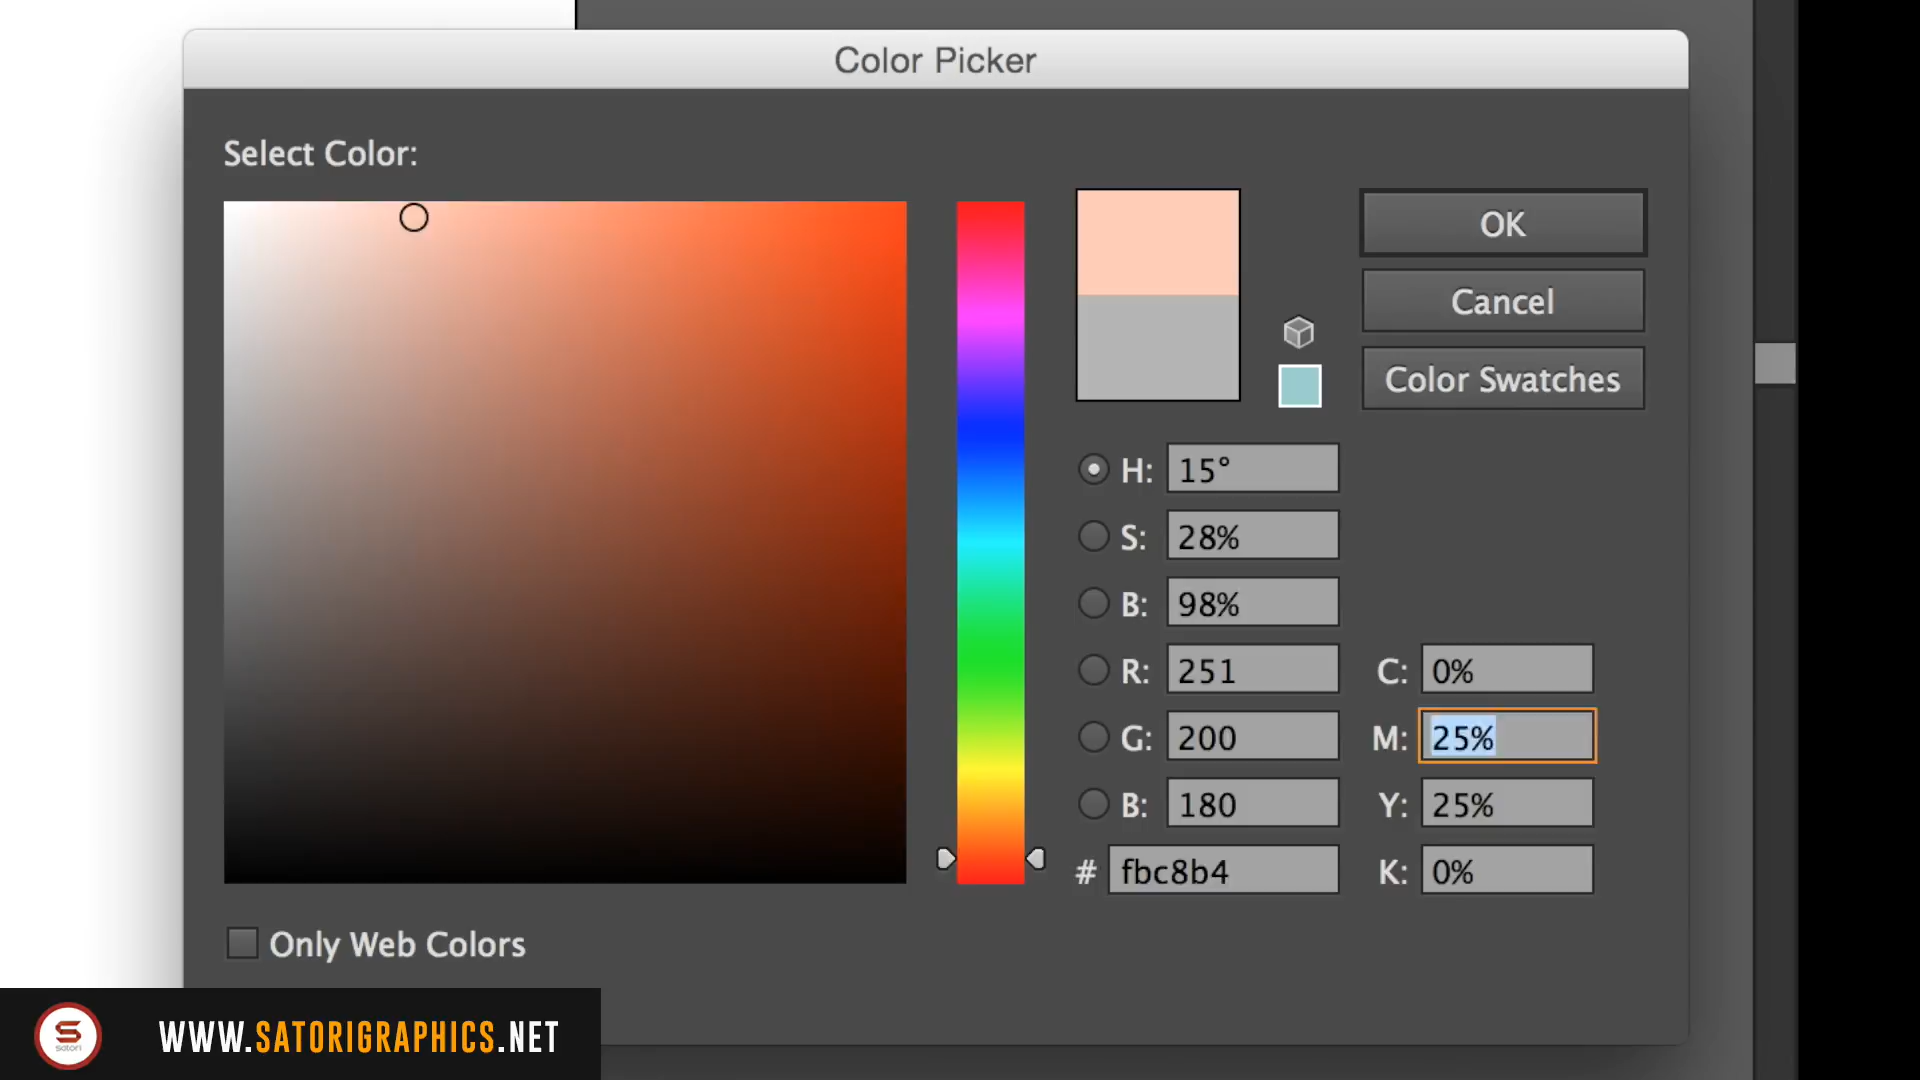 Color Picker
Select Color:
OK
Cancel
Color Swatches
H: 15°
S: 28%
B: 98%
R: 251 C: 0%
G: 200 M: 25%
B: 180 Y: 25%
# fbc8b4 K: 0%
Only Web Colors
S
satori
WWW.SATORIGRAPHICS.NET